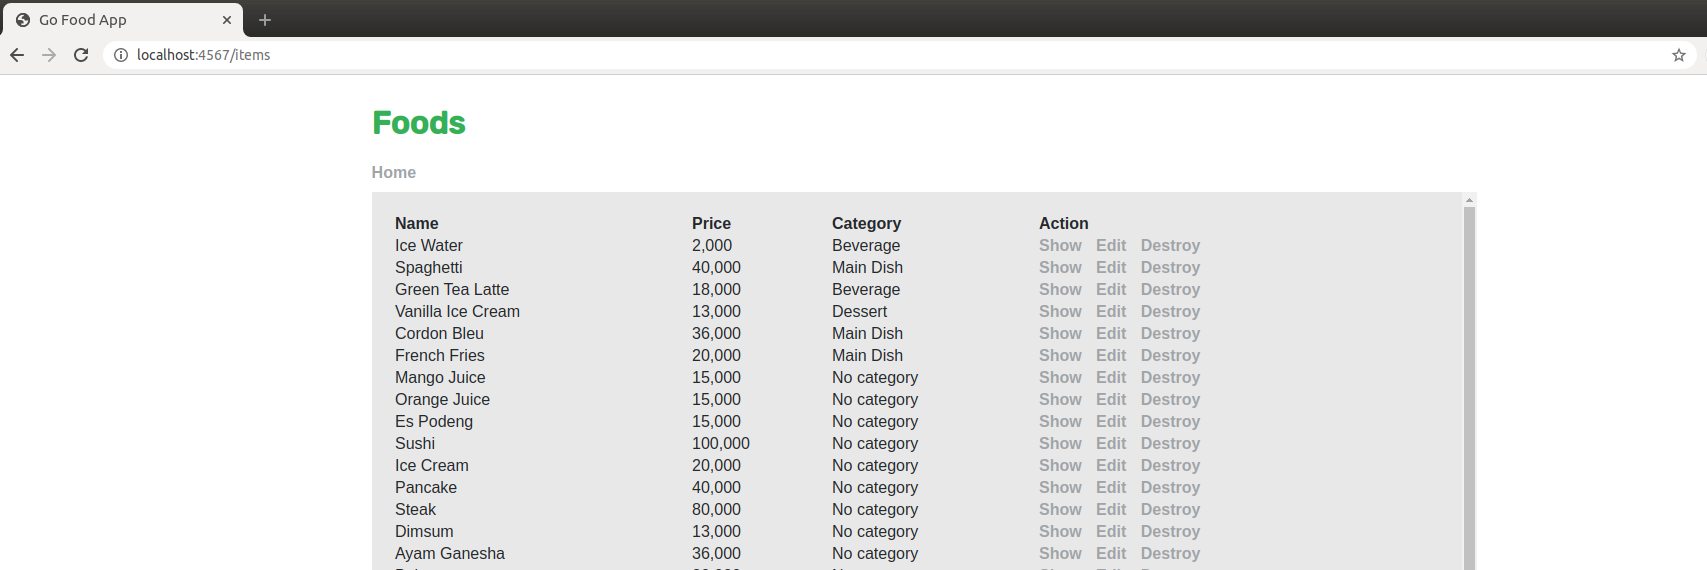 Go Food App
localhost:4567/items
Foods
Home
Name Price Category Action
Ice Water 2,000 Beverage Show Edit Destroy
Spaghetti 40,000 Main Dish Show Edit Destroy
Green Tea Latte 18,000 Beverage Show Edit Destroy
Vanilla Ice Cream 13,000 Dessert Show Edit Destroy
Cordon Bleu 36,000 Main Dish Show Edit Destroy
French Fries 20,000 Main Dish Show Edit Destroy
Mango Juice 15,000 No category Show Edit Destroy
Orange Juice 15,000 No category Show Edit Destroy
Es Podeng 15,000 No category Show Edit Destroy
Sushi 100,000 No category Show Edit Destroy
Ice Cream 20,000 No category Show Edit Destroy
Pancake 40,000 No category Show Edit Destroy
Steak 80,000 No category Show Edit Destroy
Dimsum 13,000 No category Show Edit Destroy
Ayam Ganesha 36,000 No category Show Edit Destroy